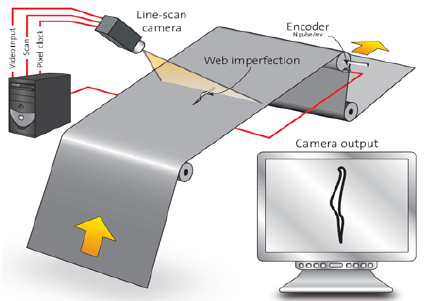 Line-scan
camera
Video input
Scan
Pixel clock
Encoder
N pulse/rev
Web imperfection
Camera output